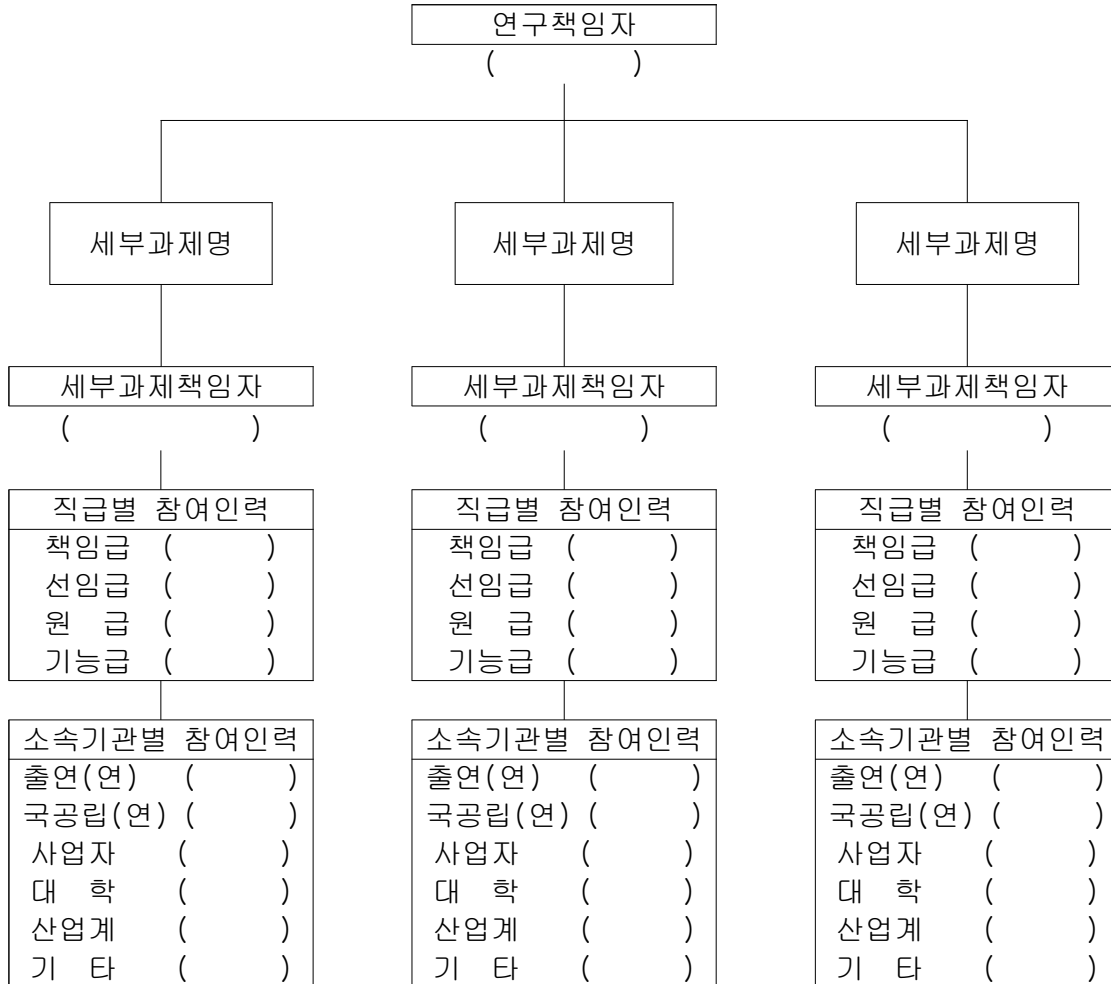 연구책임자
( )
세부과제명 세부과제명 세부과제명
세부과제책임자 세부과제책임자 세부과제책임자
( ) ( ) ( )
직급별 참여인력 직급별 참여인력 직급별 참여인력
책임급 ( ) 책임급 ( ) 책임급 ( )
선임급 ( ) 선임급 ( ) 선임급 ( )
원 급 ( ) 원 급 ( ) 원 급 ( )
기능급 ( ) 기능급 ( ) 기능급 ( )
소속기관별 참여인력 소속기관별 참여인력 소속기관별 참여인력
출연(연) ( ) 출연(연) ( ) 출연(연) ( )
국공립(연) ( ) 국공립(연) ( ) 국공립(연) ( )
사업자 ( ) 사업자 ( ) 사업자 ( )
대 학 ( ) 대 학 ( ) 대 학 ( )
산업계 ( ) 산업계 ( ) 산업계 ( )
기 타 ( ) 기 타 ( ) 기 타 ( )